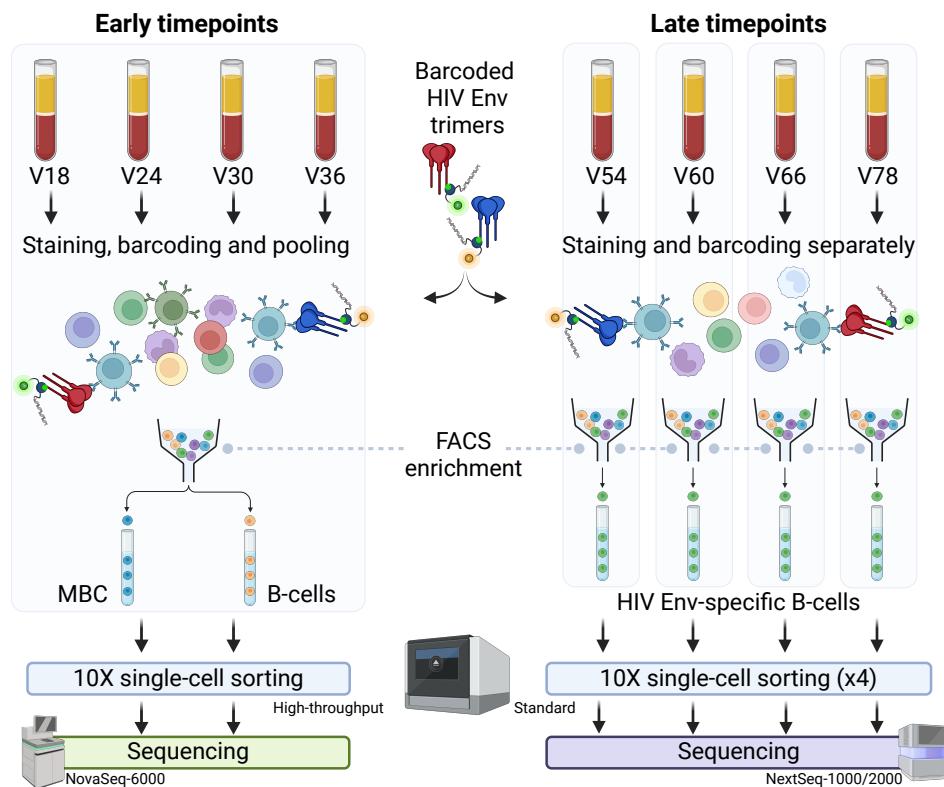 Early timepoints
Late timepoints
Barcoded
HIV Env
trimers
V18 V24 V30 V36
V54 V60 V66 V78
Staining, barcoding and pooling
Staining and barcoding separately
FACS
enrichment
MBC B-cells
HIV Env-specific B-cells
10X single-cell sorting
10X single-cell sorting (x4)
High-throughput
Standard
Sequencing
Sequencing
NovaSeq-6000
NextSeq-1000/2000